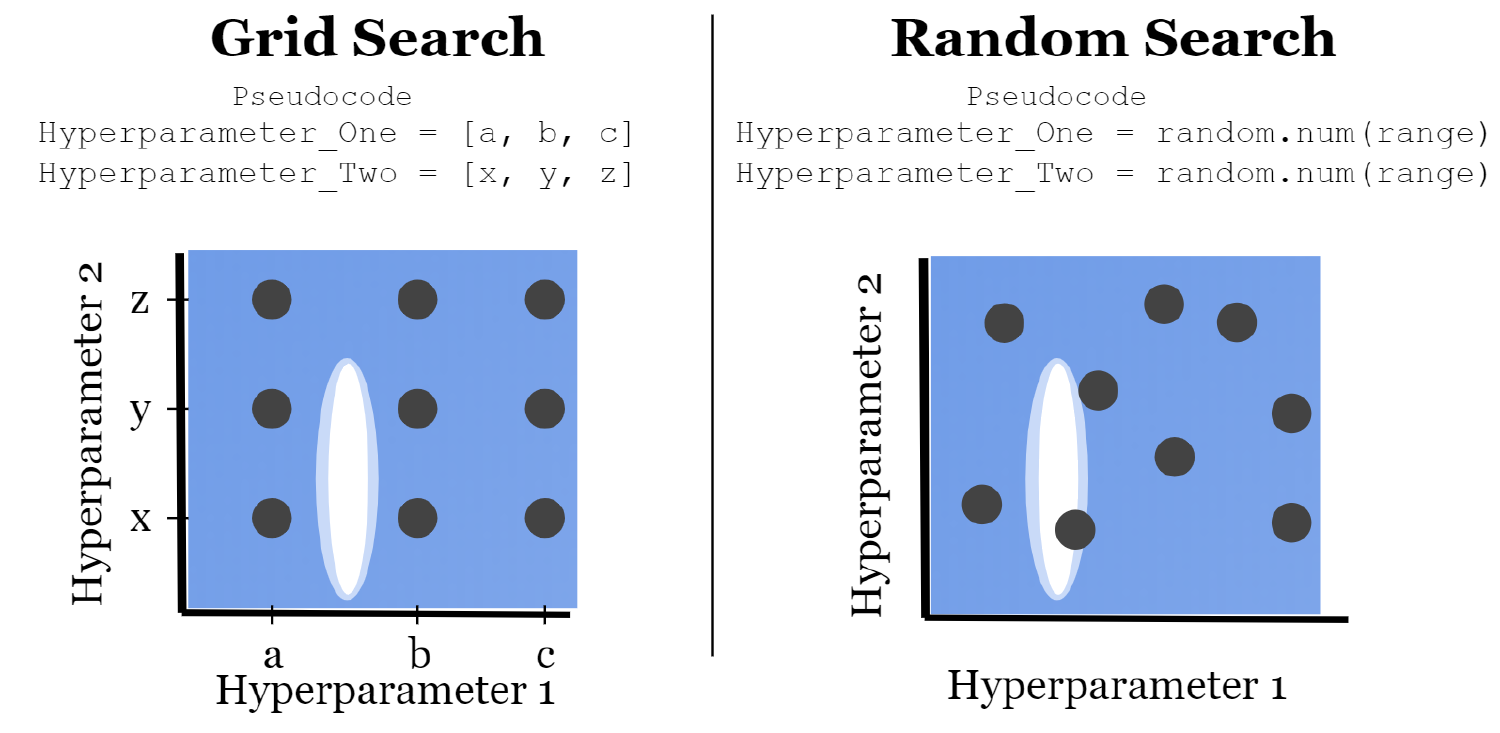 Grid Search
Pseudocode
Hyperparameter_One = [a, b, c]
Hyperparameter_Two = [x, y, z]
Hyperparameter 2
z
y
x
a b c
Hyperparameter 1
Random Search
Pseudocode
Hyperparameter_One = random.num(range)
Hyperparameter_Two = random.num(range)
Hyperparameter 2
Hyperparameter 1